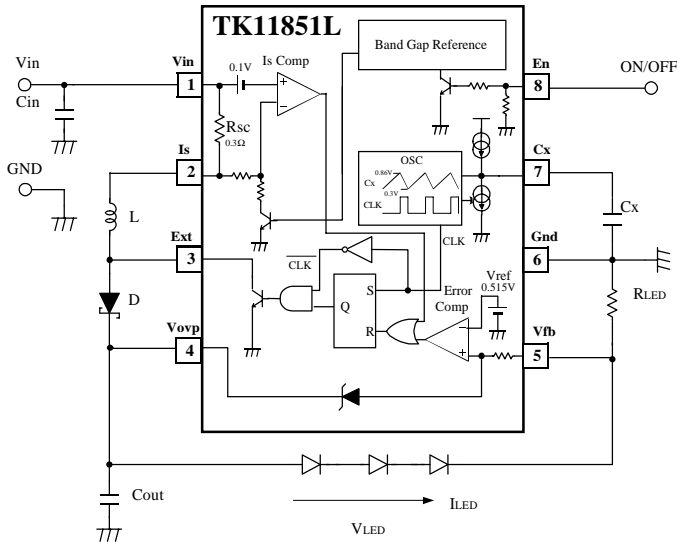 TK11851L
Vin
Vin
1
0.1V
Is Comp
Band Gap Reference
En
8
ON/OFF
Cin
+
−
Rsc
0.3Ω
GND
Is
2
OSC
0.86V
Cx
0.3V
CLK
Cx
7
Cx
L
Ext
3
CLK
CLK
Gnd
6
Vref
0.515V
RLED
D
Q
S
R
Error
Comp
−
+
Vovp
4
Vfb
5
Cout
ILED
VLED